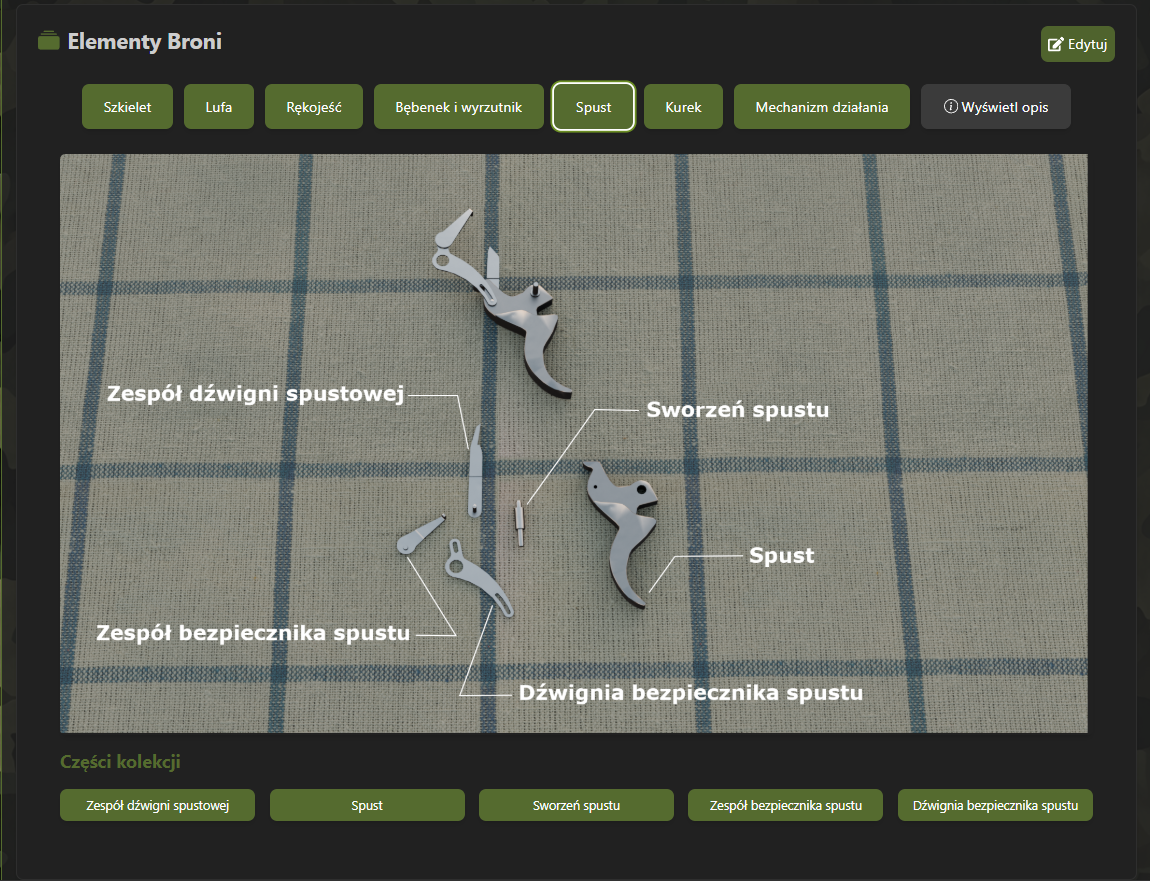 Elementy Broni
Edytuj
Szkielet
Lufa
Rękojeść
Bębenek i wyrzutnik
Spust
Kurek
Mechanizm działania
Wyświetl opis
Zespół dźwigni spustowej
Sworzeń spustu
Spust
Zespół bezpiecznika spustu
Dźwignia bezpiecznika spustu
Części kolekcji
Zespół dźwigni spustowej
Spust
Sworzeń spustu
Zespół bezpiecznika spustu
Dźwignia bezpiecznika spustu